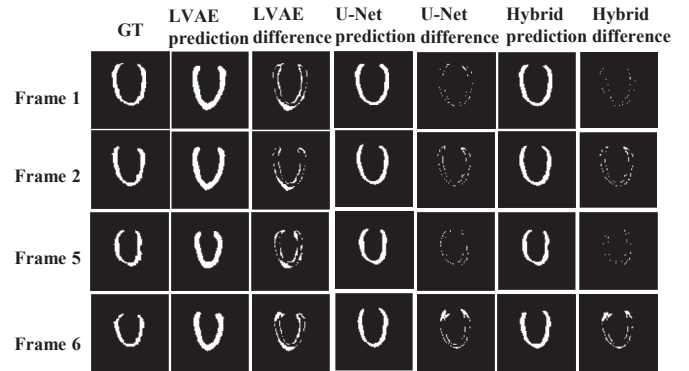 GT
LVAE prediction
LVAE difference
U-Net prediction
U-Net difference
Hybrid prediction
Hybrid difference
Frame 1
Frame 2
Frame 5
Frame 6